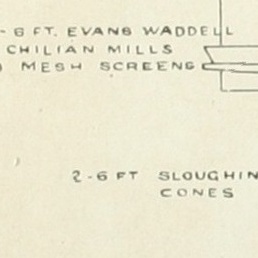 - 6 FT. EVANS WADDELL
CHILIAN MILLS
MESH SCREENS
2 - 6 FT SLOUGHIN
CONES